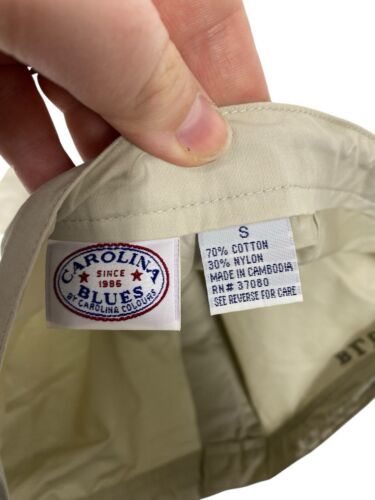 CAROLINA
SINCE
1986
BLUES
BY CAROLINA COLOURS
S
70% COTTON
30% NYLON
MADE IN CAMBODIA
RN# 37080
SEE REVERSE FOR CARE